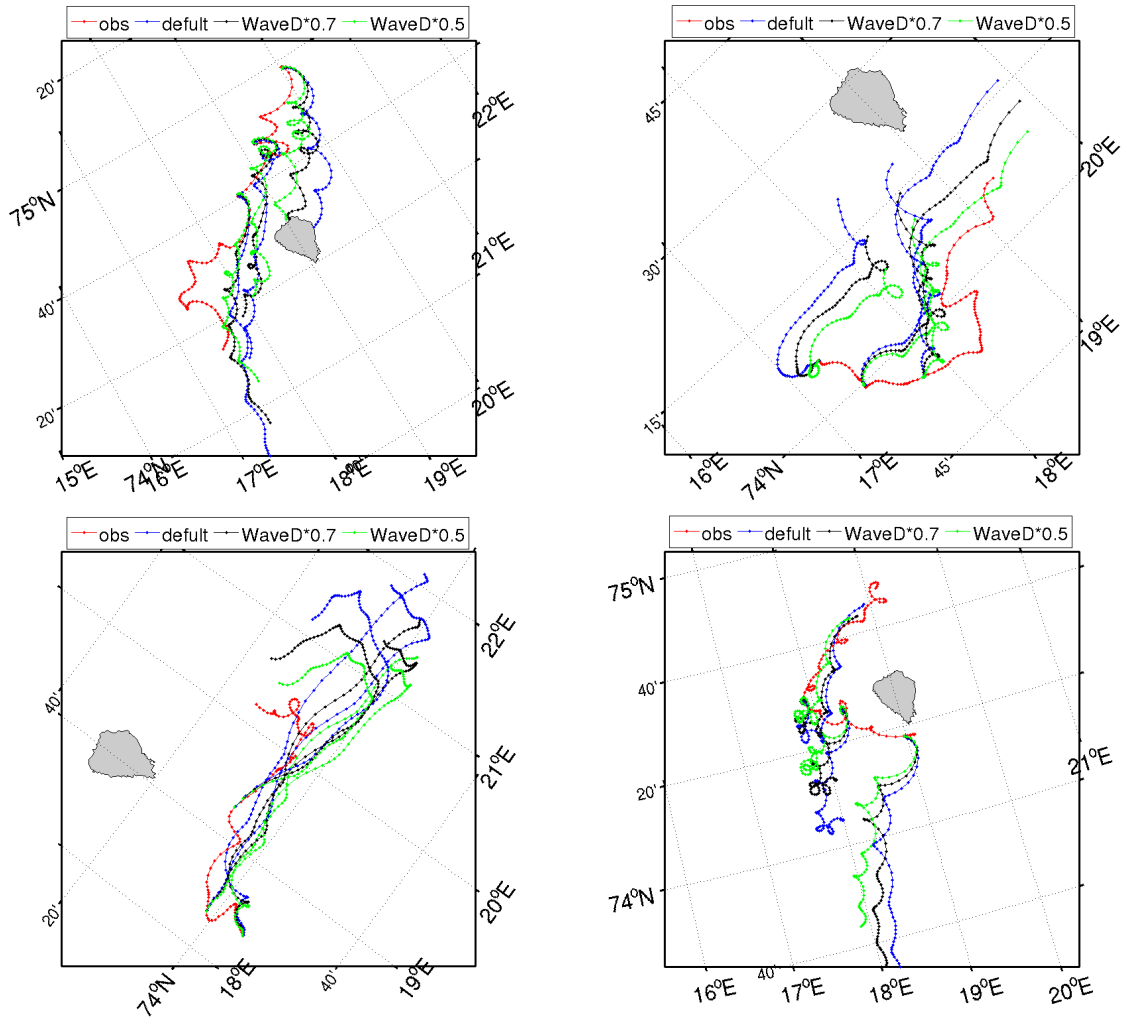 obs defult WaveD*0.7 WaveD*0.5
obs defult WaveD*0.7 WaveD*0.5
20'
22°E
75°N
21°E
40'
20°E
20'
15°E 74°N 16°E 17°E 40' 18°E 19°E
45'
20°E
30'
19°E
15'
16°E 74°N 17°E 45' 18°E
obs defult WaveD*0.7 WaveD*0.5
obs defult WaveD*0.7 WaveD*0.5
22°E
40'
21°E
20'
20°E
74°N 18°E 40' 19°E
75°N
40'
21°E
20'
74°N
40' 16°E 17°E 18°E 19°E 20°E